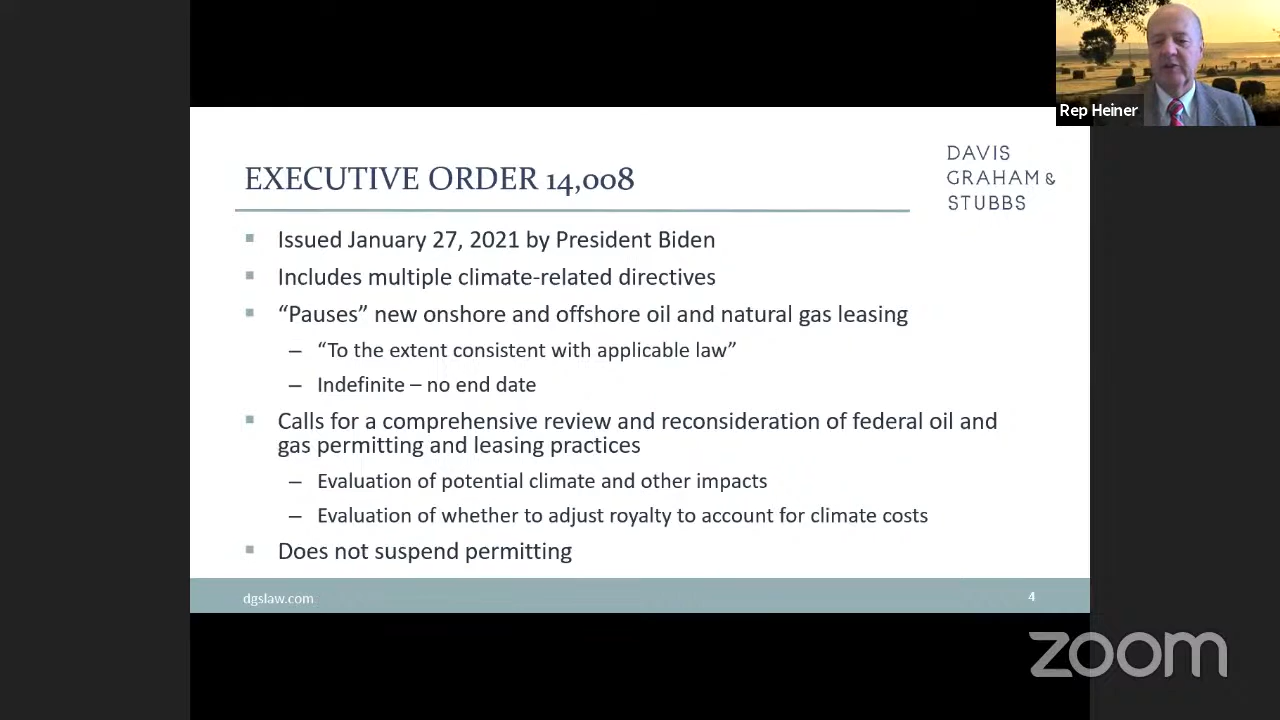 Rep Heiner
DAVIS
GRAHAM &
STUBBS
EXECUTIVE ORDER 14,008
▪ Issued January 27, 2021 by President Biden
▪ Includes multiple climate-related directives
▪ “Pauses” new onshore and offshore oil and natural gas leasing
– “To the extent consistent with applicable law”
– Indefinite – no end date
▪ Calls for a comprehensive review and reconsideration of federal oil and
gas permitting and leasing practices
– Evaluation of potential climate and other impacts
– Evaluation of whether to adjust royalty to account for climate costs
▪ Does not suspend permitting
dgslaw.com
4
zoom